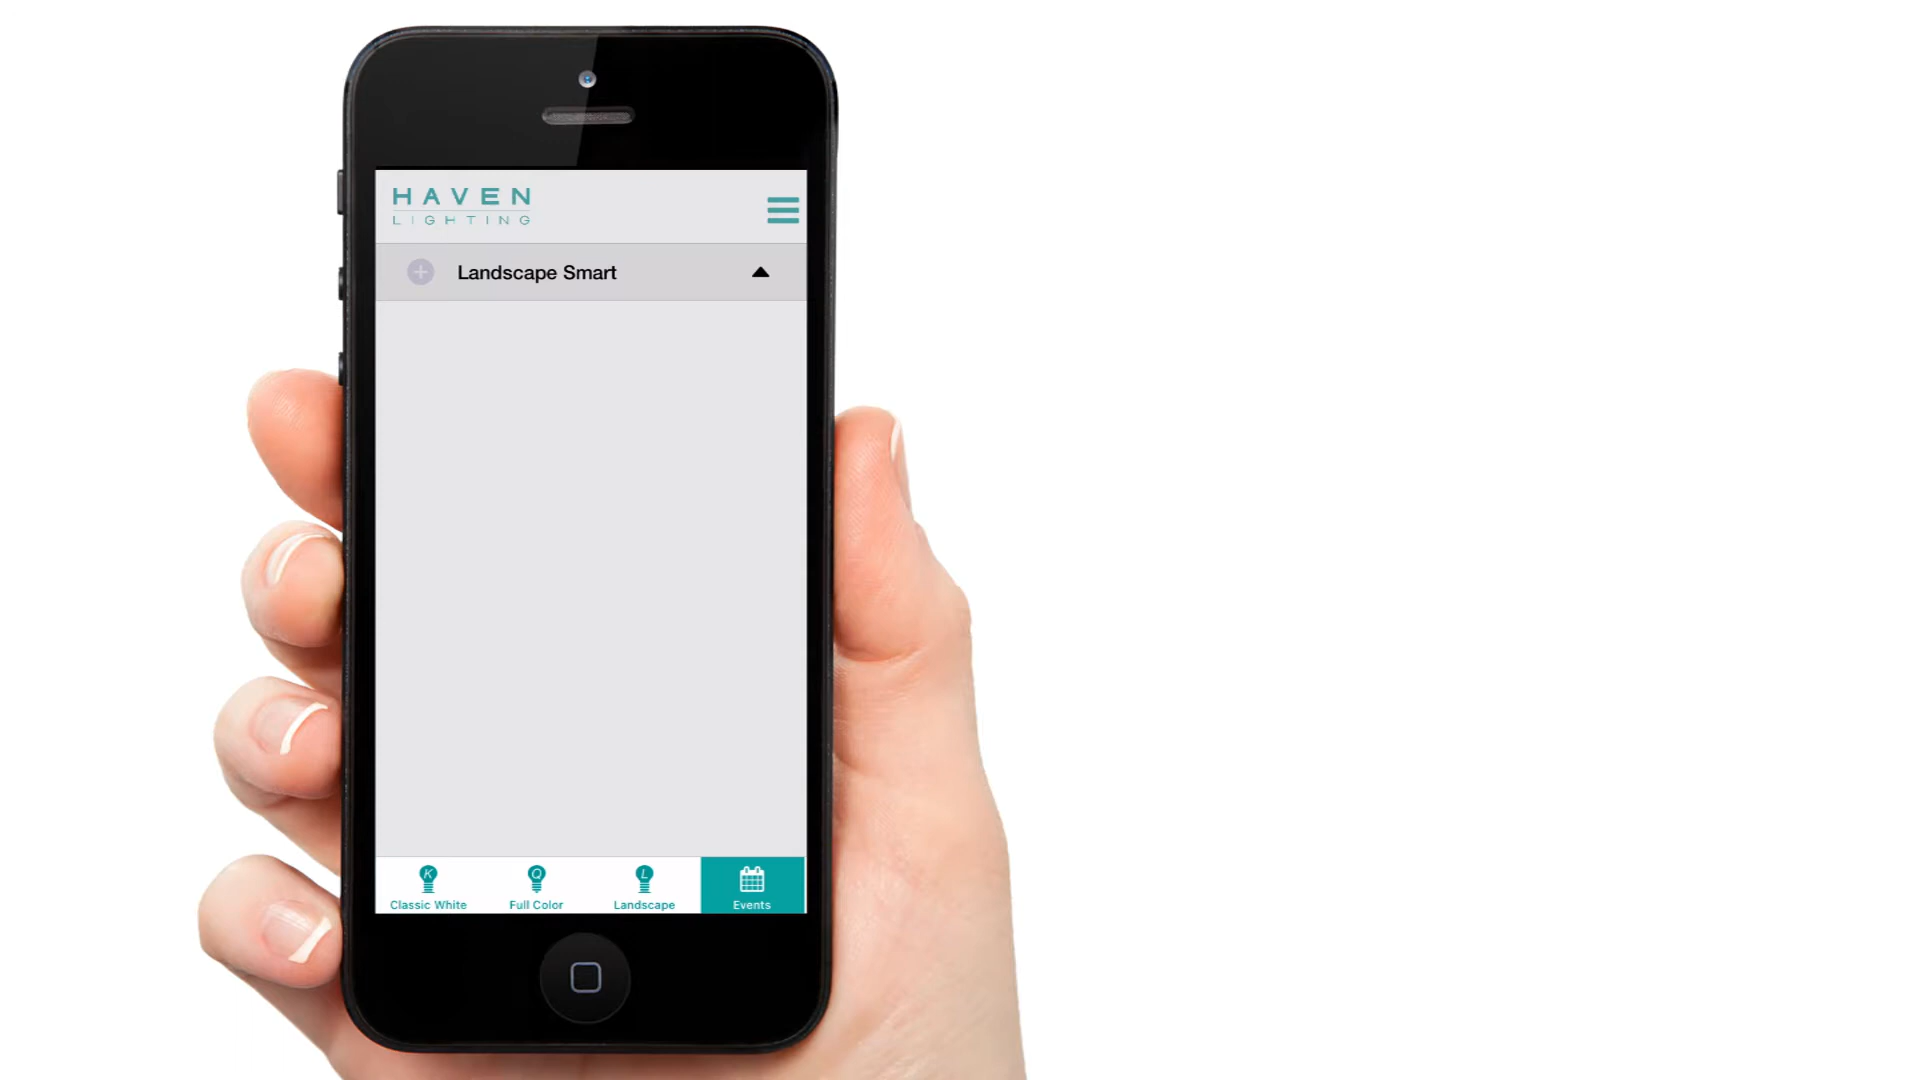 HAVEN
LIGHTING
Landscape Smart
K
Q
L
Classic White
Full Color
Landscape
Events